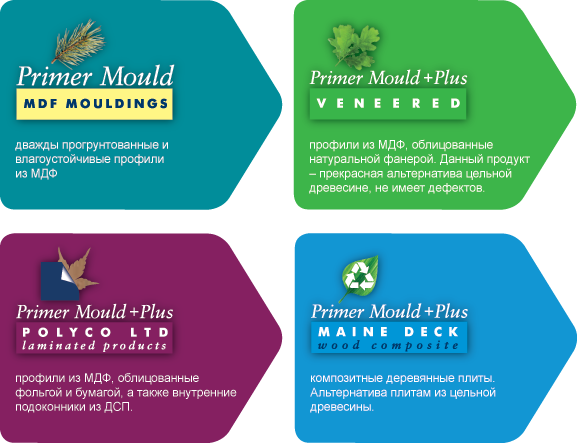 Primer Mould
MDF MOULDINGS
дважды прогрунтованные и
влагоустойчивые профили
из МДФ
Primer Mould +Plus
VENEERED
профили из МДФ, облицованные
натуральной фанерой. Данный продукт
– прекрасная альтернатива цельной
древесине, не имеет дефектов.
Primer Mould +Plus
POLYCO LTD
laminated products
профили из МДФ, облицованные
фольгой и бумагой, а также внутренние
подоконники из ДСП.
Primer Mould +Plus
MAINE DECK
wood composite
композитные деревянные плиты.
Альтернатива плитам из цельной
древесины.